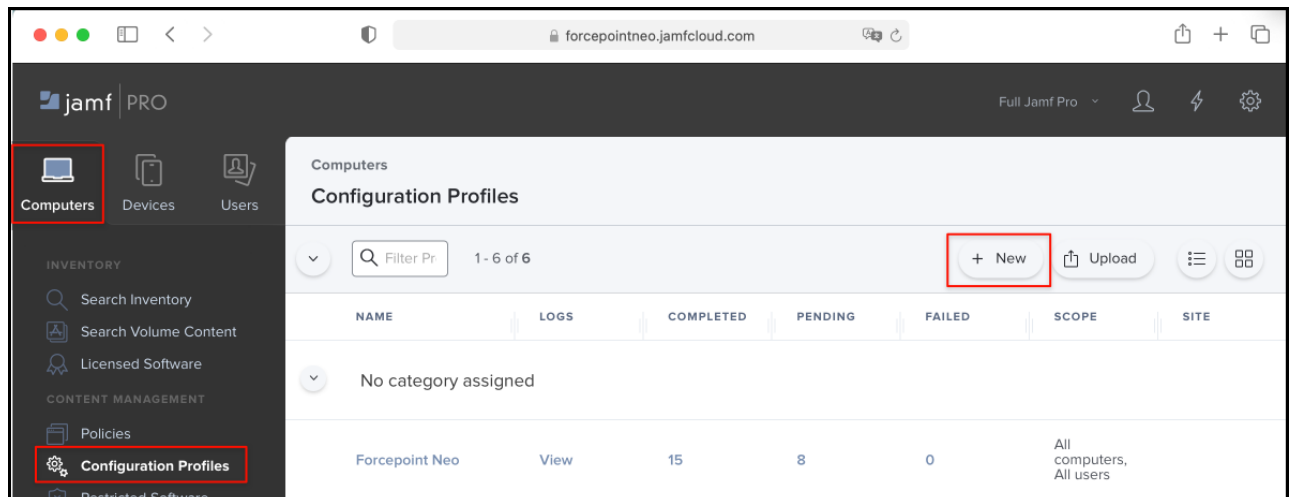 forcepointneo.jamfcloud.com
jamf PRO
Full Jamf Pro
Computers
Devices
Users
Computers
Configuration Profiles
Filter Pr
1 - 6 of 6
+ New
Upload
INVENTORY
Search Inventory
Search Volume Content
Licensed Software
CONTENT MANAGEMENT
Policies
Configuration Profiles
Restricted Software
NAME LOGS COMPLETED PENDING FAILED SCOPE SITE
No category assigned
Forcepoint Neo View 15 8 0 All
computers,
All users